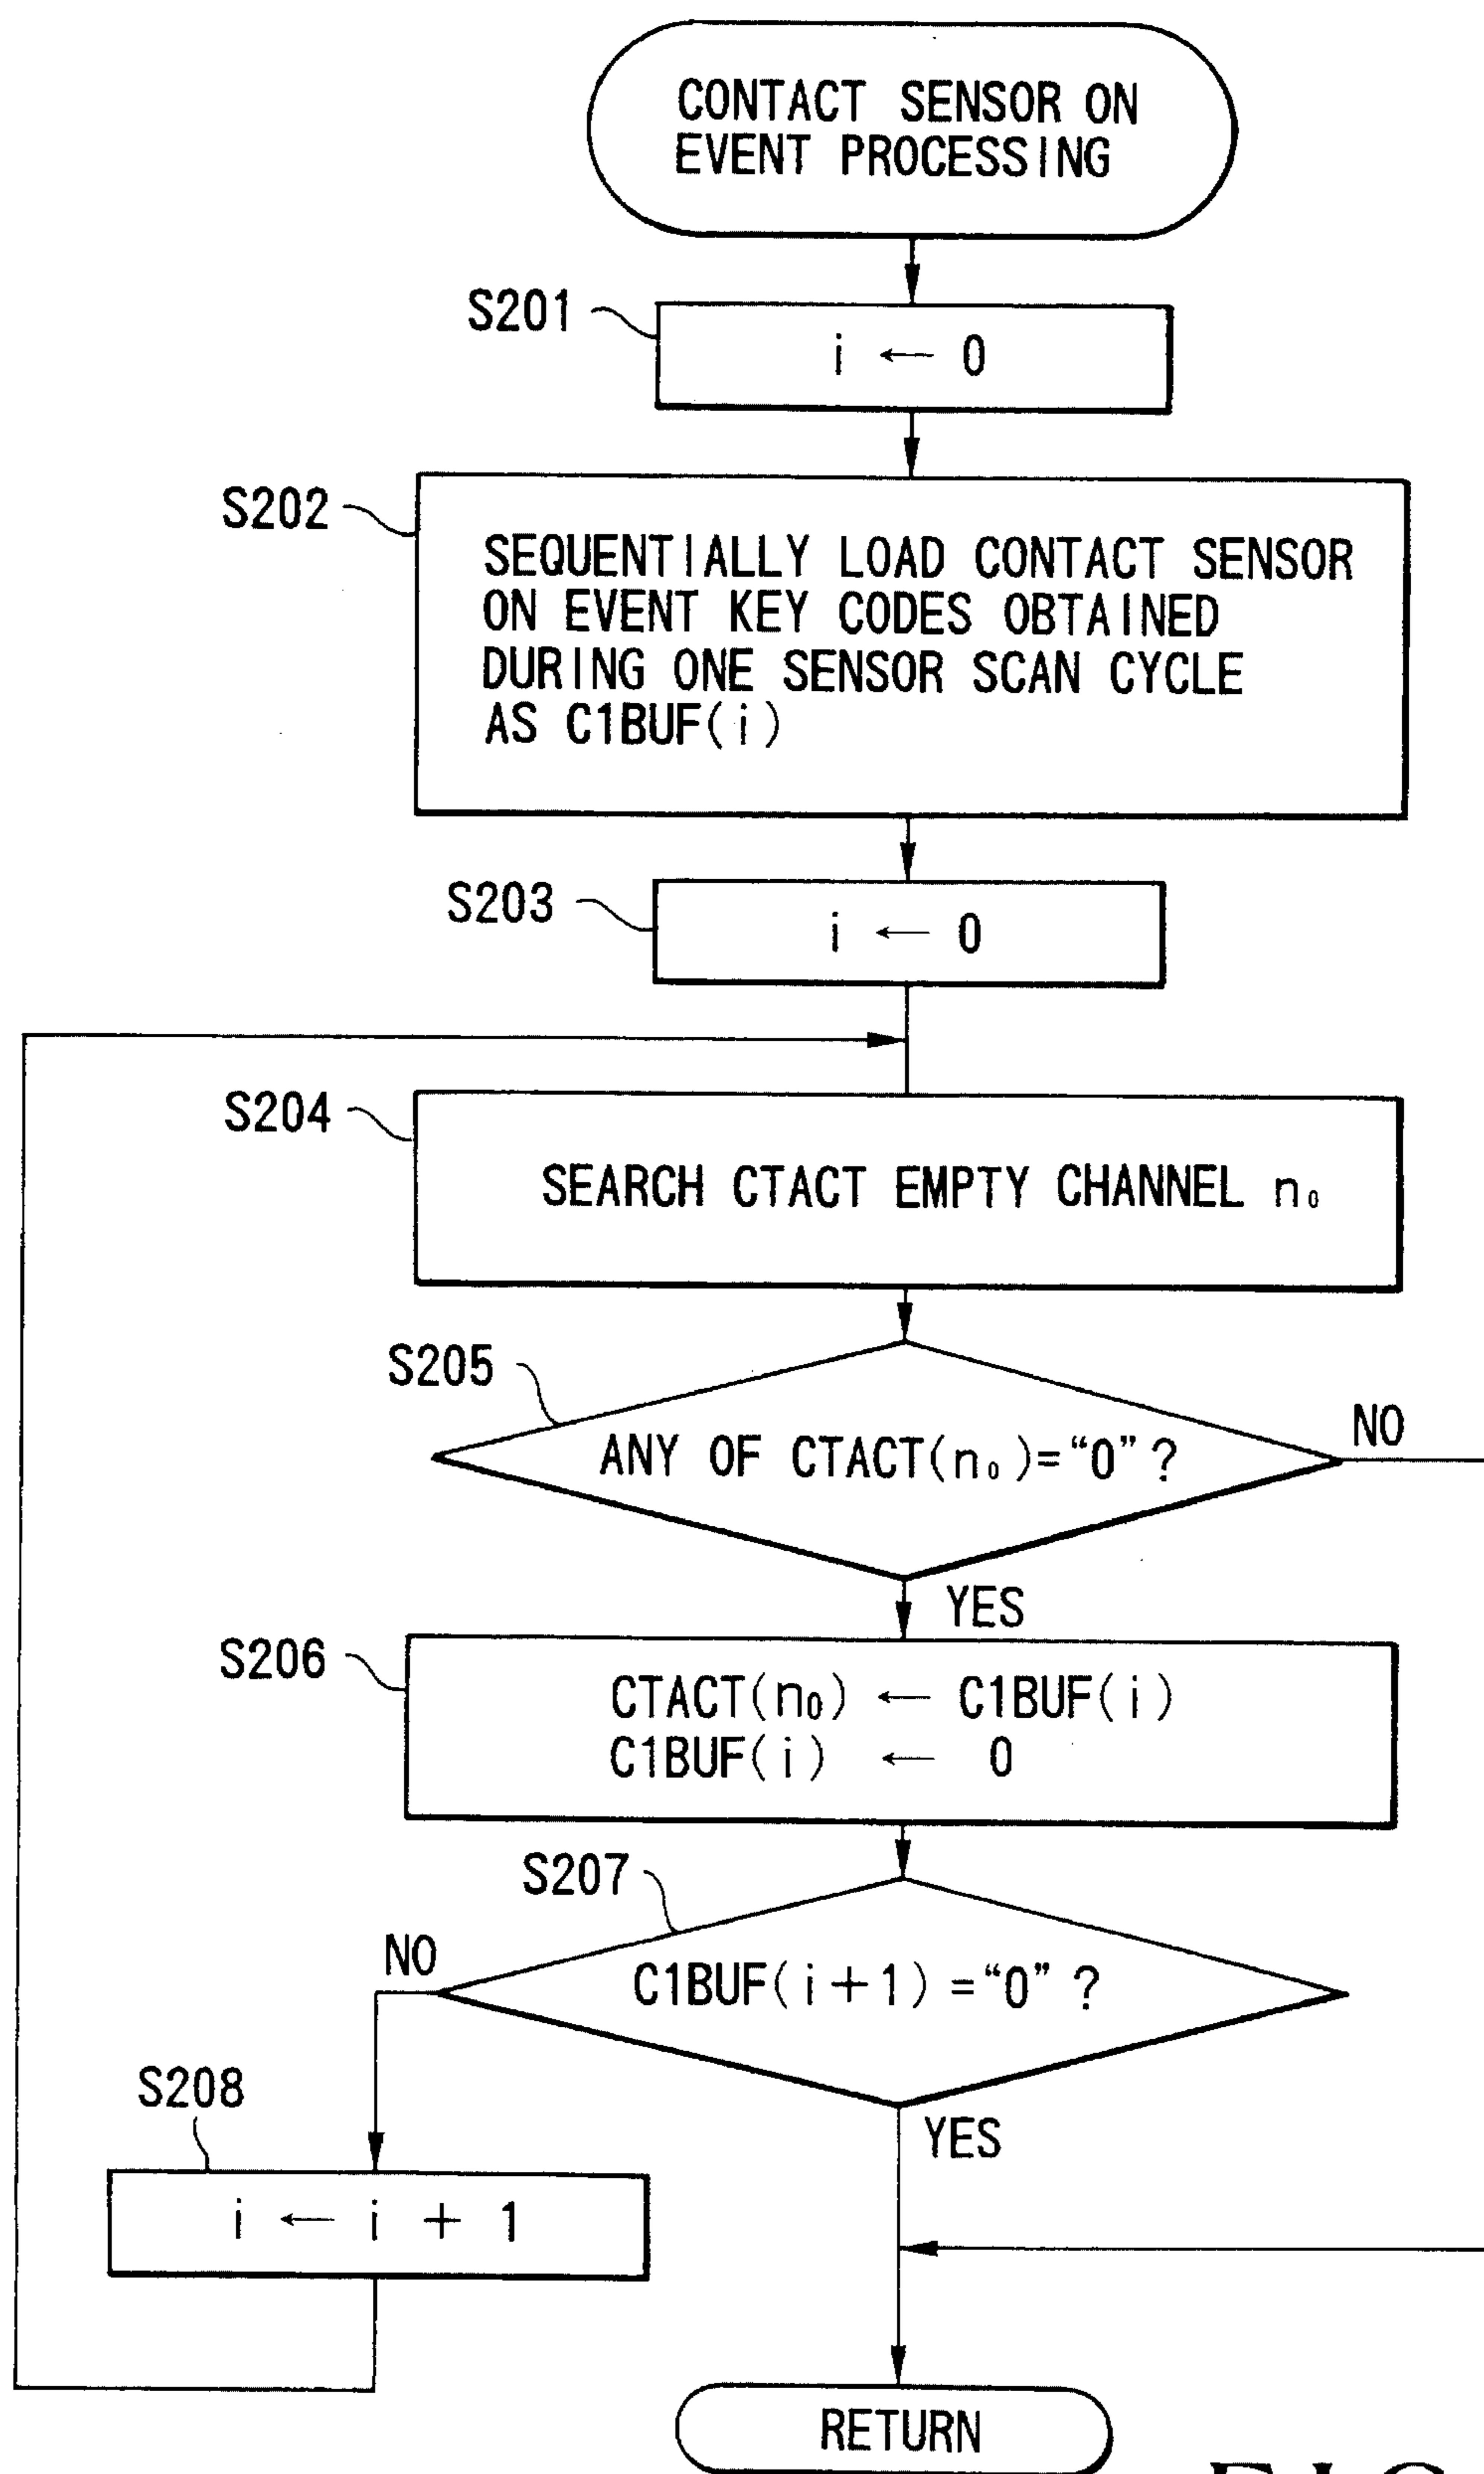 CONTACT SENSOR ON
EVENT PROCESSING
S201
i ← 0
S202
SEQUENTIALLY LOAD CONTACT SENSOR
ON EVENT KEY CODES OBTAINED
DURING ONE SENSOR SCAN CYCLE
AS C1BUF(i)
S203
i ← 0
S204
SEARCH CTACT EMPTY CHANNEL n₀
S205
ANY OF CTACT(n₀)=“0”?
NO
YES
S206
CTACT(n₀) ← C1BUF(i)
C1BUF(i) ← 0
S207
C1BUF(i+1)=“0”?
NO
YES
S208
i ← i + 1
RETURN